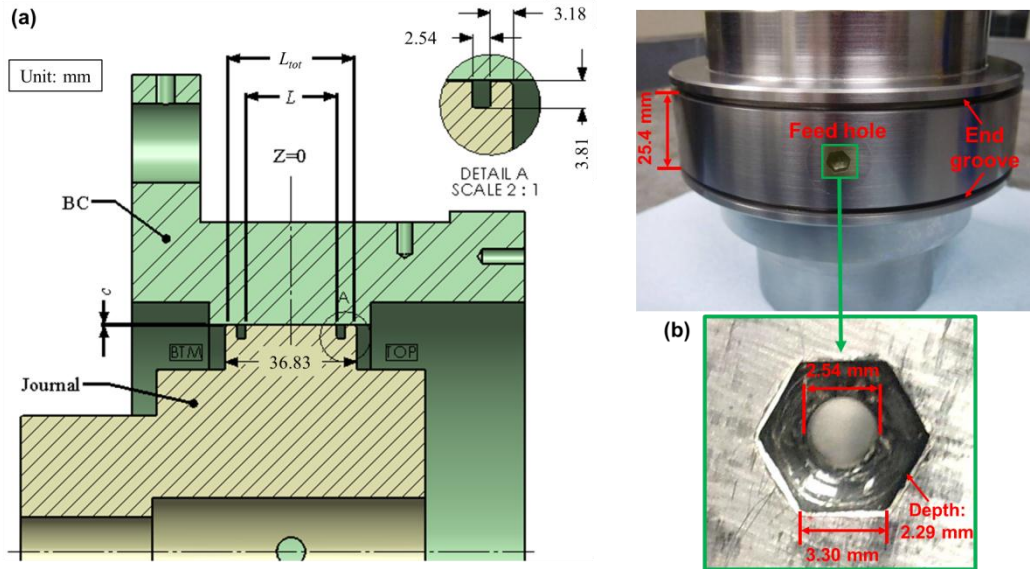 (a)
Unit: mm
L_tot
L
Z=0
3.18
2.54
3.81
DETAIL A
SCALE 2 : 1
BC
c
A
BTM
TOP
36.83
Journal
25.4 mm
Feed hole
End
groove
(b)
2.54 mm
Depth:
2.29 mm
3.30 mm